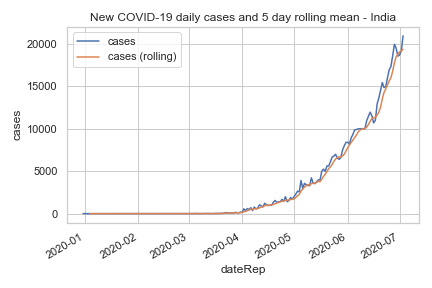 New COVID-19 daily cases and 5 day rolling mean - India
cases
cases (rolling)
20000
15000
10000
5000
0
cases
2020-01
2020-02
2020-03
2020-04
2020-05
2020-06
2020-07
dateRep